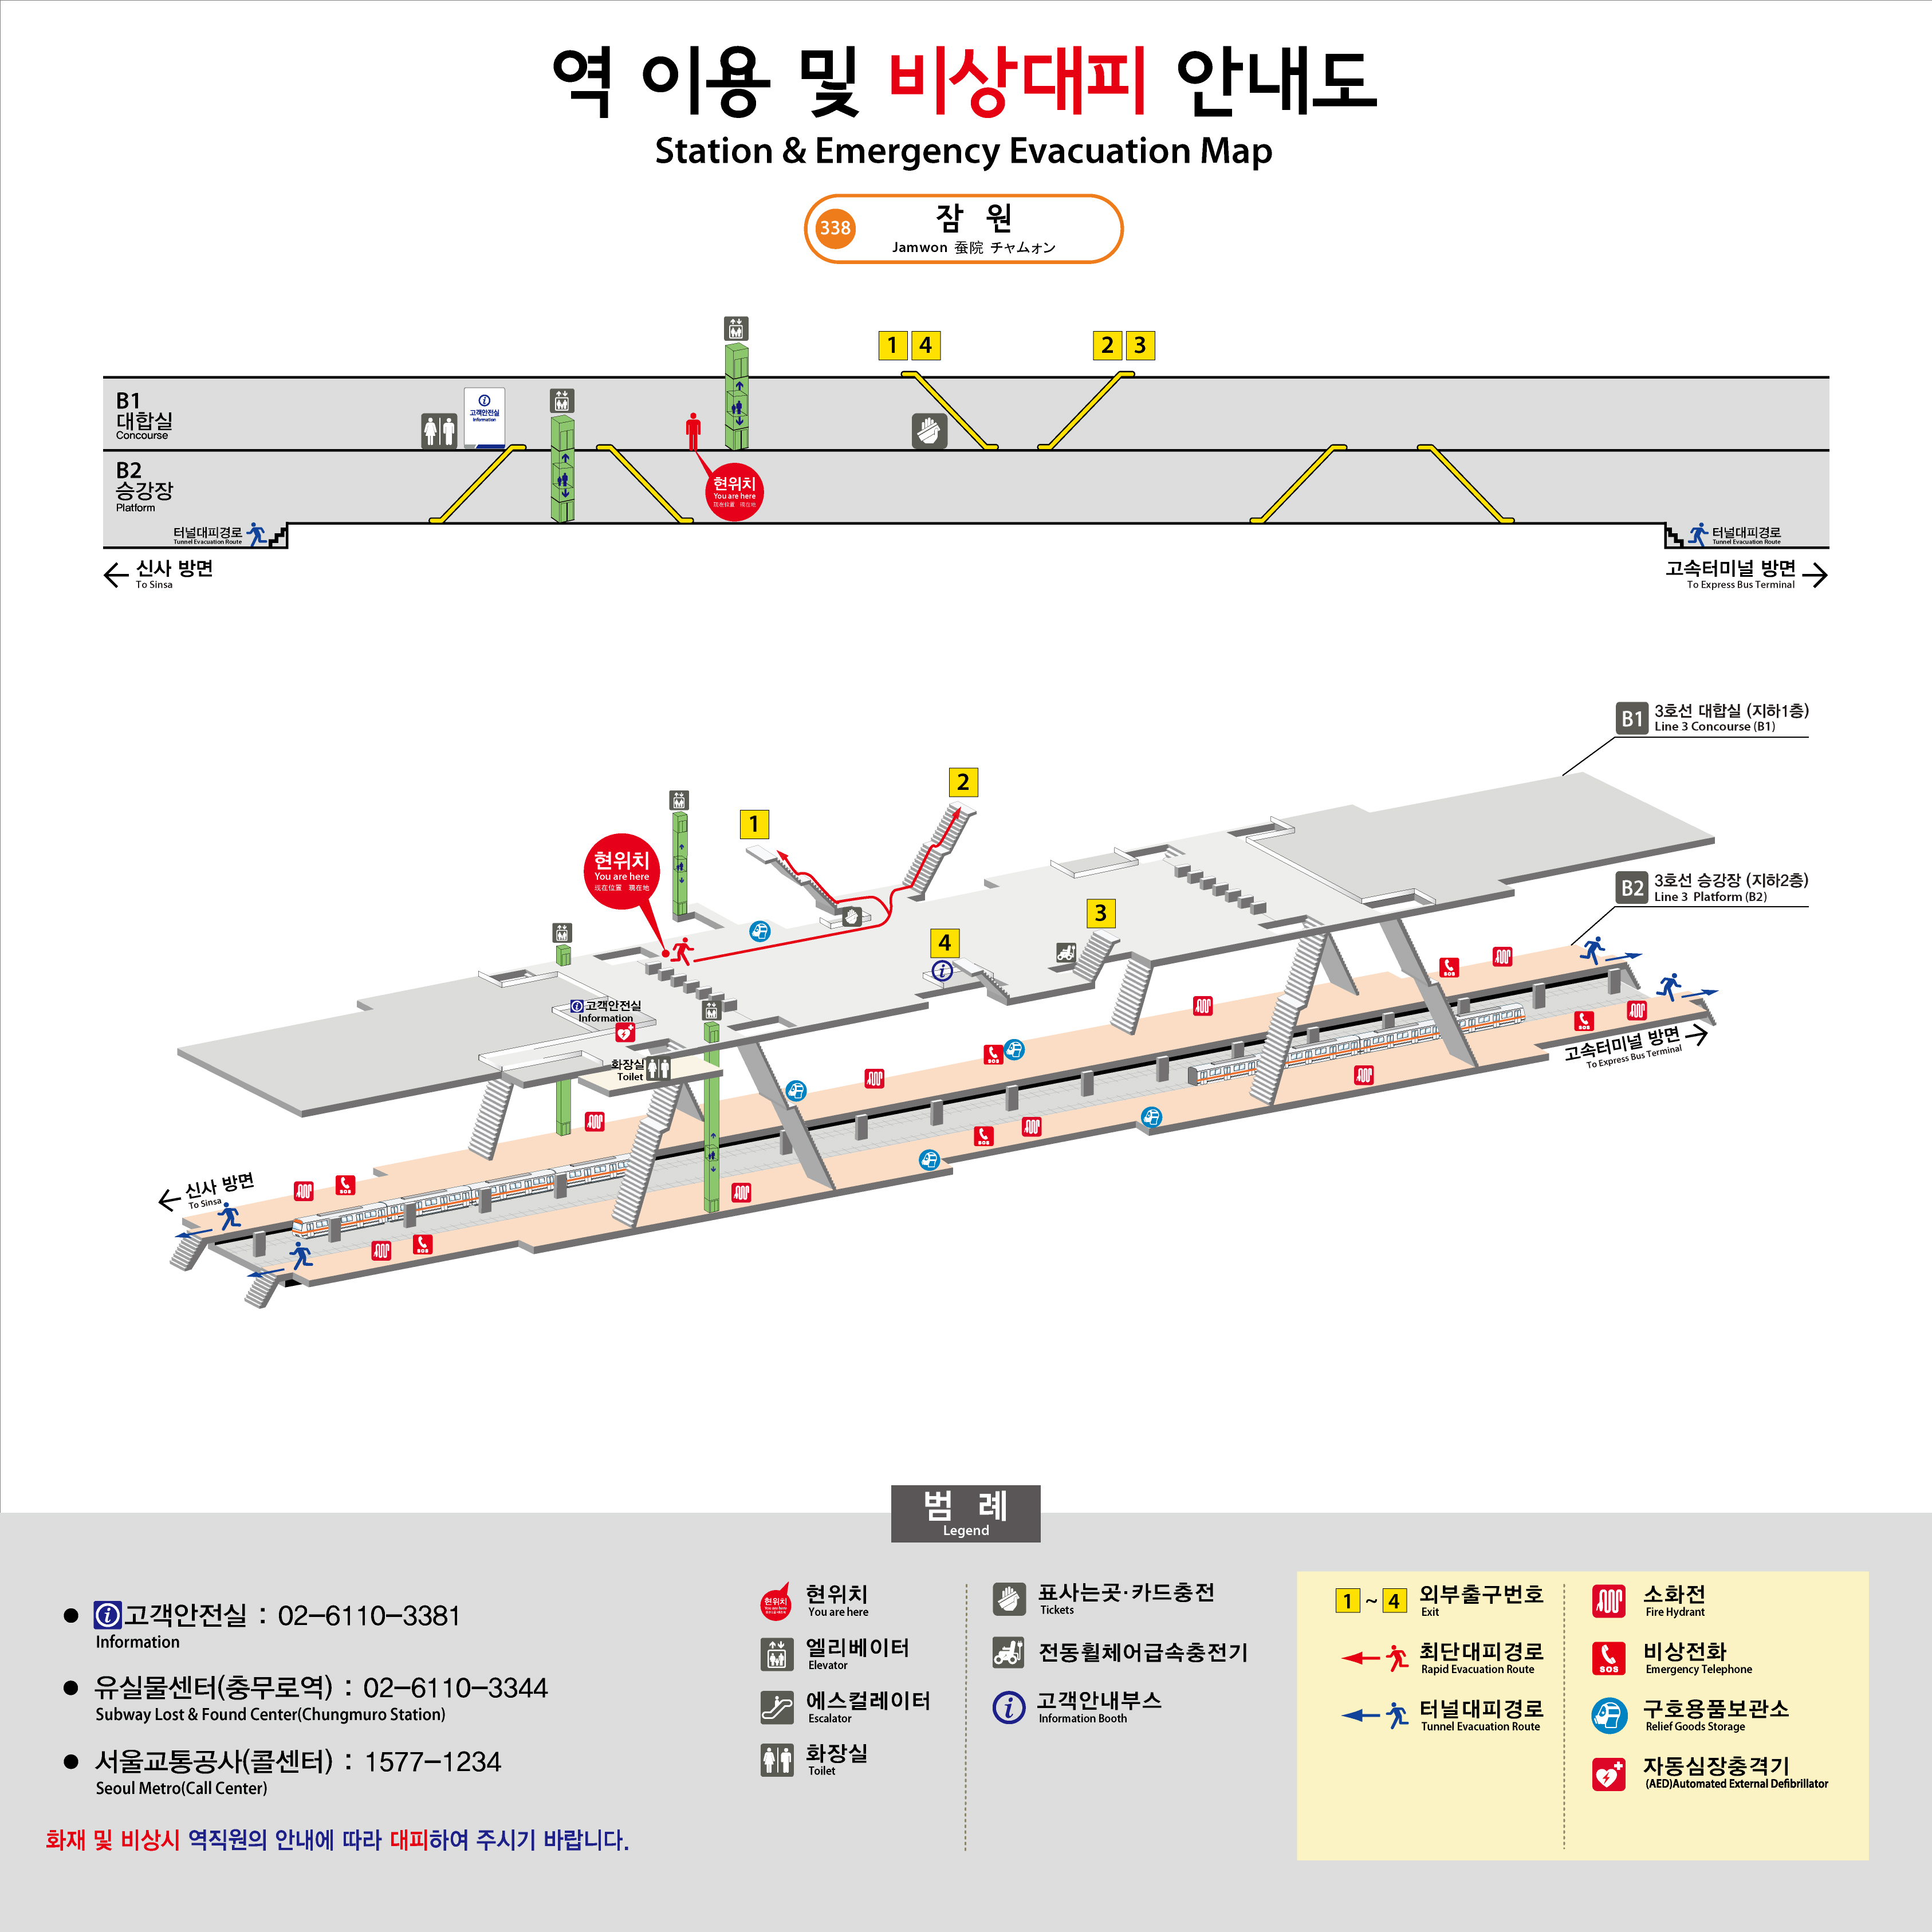 역 이용 및 비상대피 안내도
Station & Emergency Evacuation Map
338
잠 원
Jamwon 蚕院 チャムォン
1 4
2 3
B1
대합실
Concourse
고객안전실
Information
B2
승강장
Platform
현위치
You are here
现在位置 現在地
터널대피경로
Tunnel Evacuation Route
터널대피경로
Tunnel Evacuation Route
신사 방면
To Sinsa
고속터미널 방면
To Express Bus Terminal
B1 3호선 대합실 (지하1층)
Line 3 Concourse (B1)
2
1
현위치
You are here
现在位置 現在地
B2 3호선 승강장 (지하2층)
Line 3 Platform (B2)
3
4
고객안전실
Information
화장실
Toilet
SOS
SOS
SOS
SOS
SOS
SOS
고속터미널 방면
To Express Bus Terminal
신사 방면
To Sinsa
범 례
Legend
고객안전실 : 02-6110-3381
Information
유실물센터(충무로역) : 02-6110-3344
Subway Lost & Found Center(Chungmuro Station)
서울교통공사(콜센터) : 1577-1234
Seoul Metro(Call Center)
화재 및 비상시 역직원의 안내에 따라 대피하여 주시기 바랍니다.
현위치
현위치
You are here
엘리베이터
Elevator
에스컬레이터
Escalator
화장실
Toilet
표사는곳·카드충전
Tickets
전동휠체어급속충전기
고객안내부스
Information Booth
1 ~ 4 외부출구번호
Exit
최단대피경로
Rapid Evacuation Route
터널대피경로
Tunnel Evacuation Route
소화전
Fire Hydrant
SOS
비상전화
Emergency Telephone
구호용품보관소
Relief Goods Storage
자동심장충격기
(AED)Automated External Defibrillator